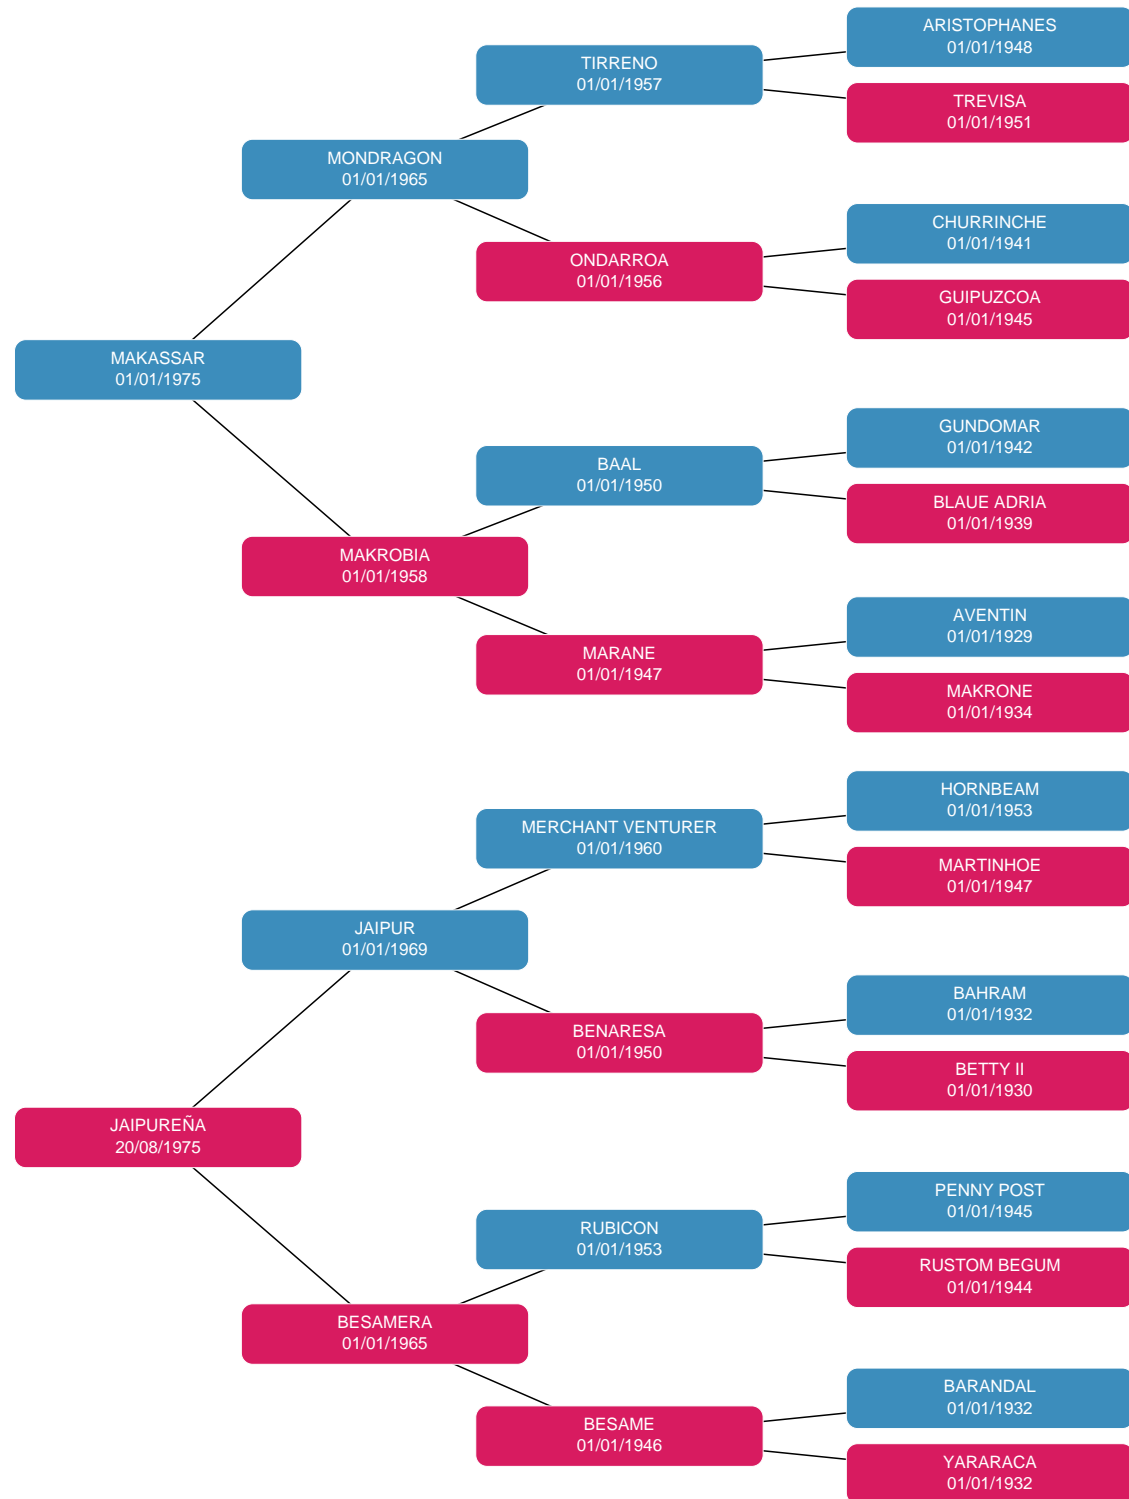 ARISTOPHANES
01/01/1948
TIRRENO
01/01/1957
TREVISA
01/01/1951
MONDRAGON
01/01/1965
CHURRINCHE
01/01/1941
ONDARROA
01/01/1956
GUIPUZCOA
01/01/1945
MAKASSAR
01/01/1975
GUNDOMAR
01/01/1942
BAAL
01/01/1950
BLAUE ADRIA
01/01/1939
MAKROBIA
01/01/1958
AVENTIN
01/01/1929
MARANE
01/01/1947
MAKRONE
01/01/1934
HORNBEAM
01/01/1953
MERCHANT VENTURER
01/01/1960
MARTINHOE
01/01/1947
JAIPUR
01/01/1969
BAHRAM
01/01/1932
BENARESA
01/01/1950
BETTY II
01/01/1930
JAIPUREÑA
20/08/1975
PENNY POST
01/01/1945
RUBICON
01/01/1953
RUSTOM BEGUM
01/01/1944
BESAMERA
01/01/1965
BARANDAL
01/01/1932
BESAME
01/01/1946
YARARACA
01/01/1932